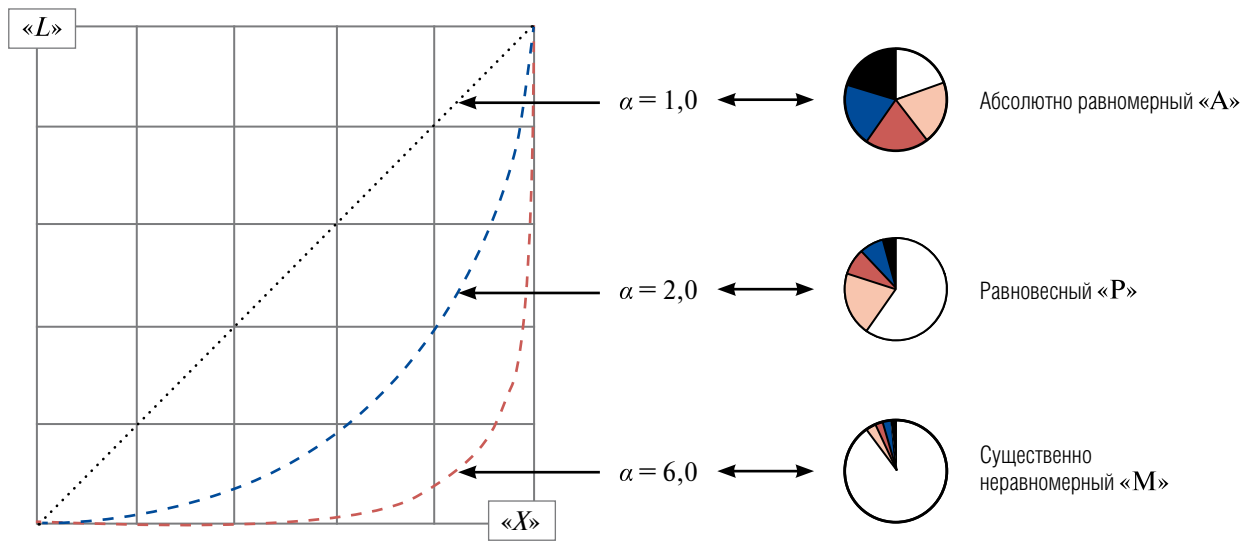 «L»
α = 1,0
Абсолютно равномерный «А»
α = 2,0
Равновесный «Р»
α = 6,0
Существенно
неравномерный «М»
«X»